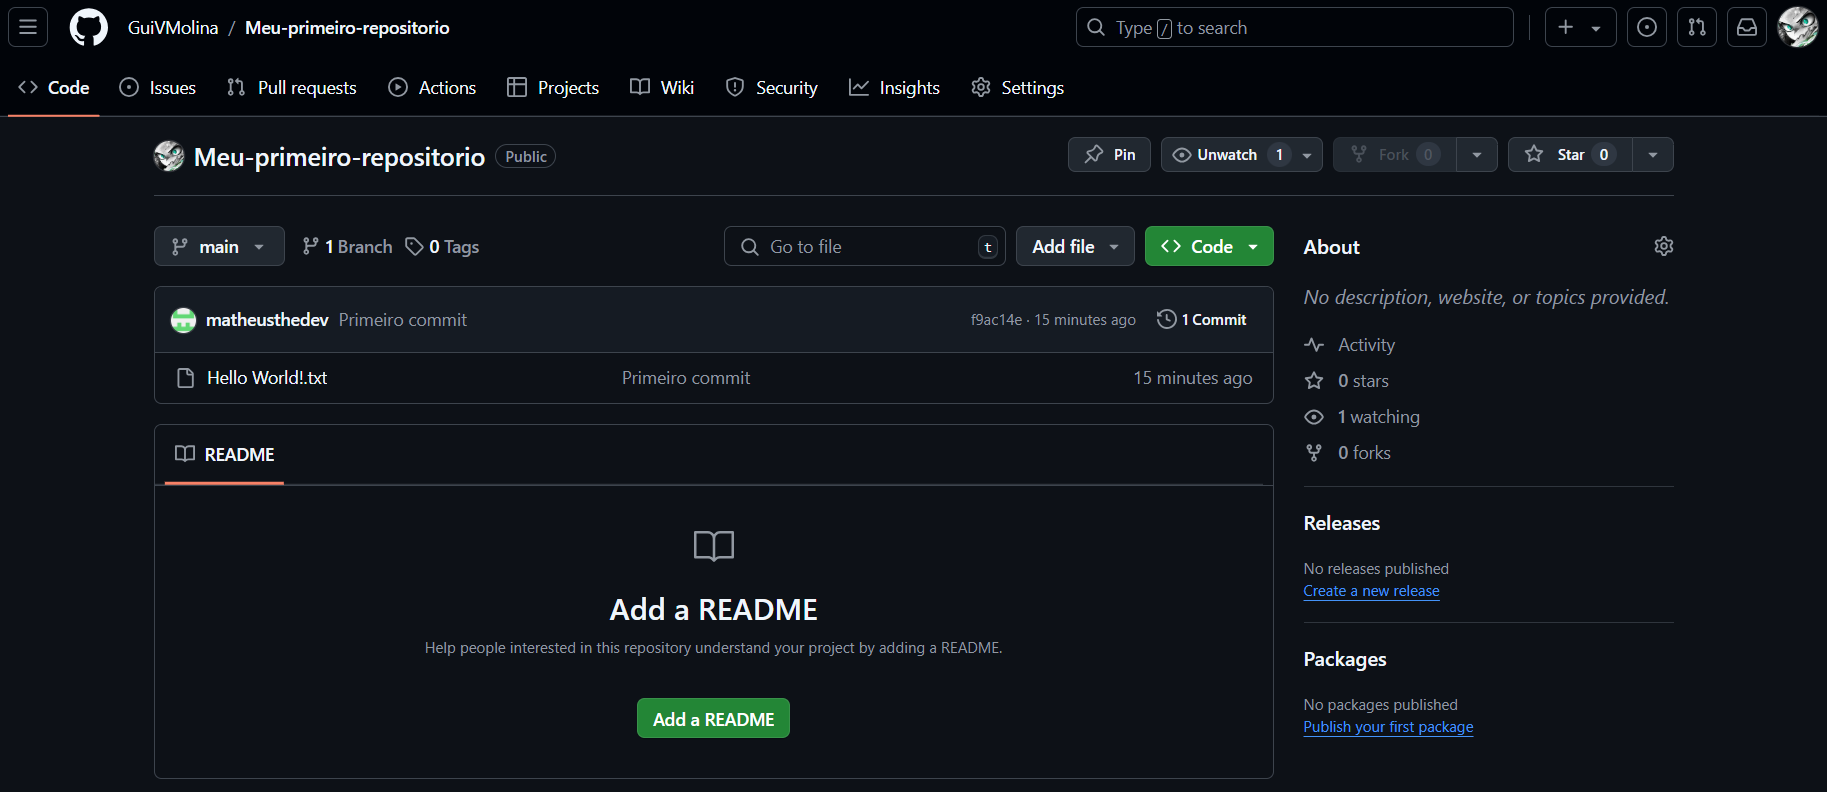 GuiVMolina / Meu-primeiro-repositorio
Type / to search
Code Issues Pull requests Actions Projects Wiki Security Insights Settings
Meu-primeiro-repositorio Public
Pin Unwatch 1 Fork 0 Star 0
main 1 Branch 0 Tags Go to file t Add file Code
matheusthedev Primeiro commit f9ac14e · 15 minutes ago 1 Commit
Hello World!.txt Primeiro commit 15 minutes ago
README
Add a README
Help people interested in this repository understand your project by adding a README.
Add a README
About
No description, website, or topics provided.
Activity
0 stars
1 watching
0 forks
Releases
No releases published
Create a new release
Packages
No packages published
Publish your first package